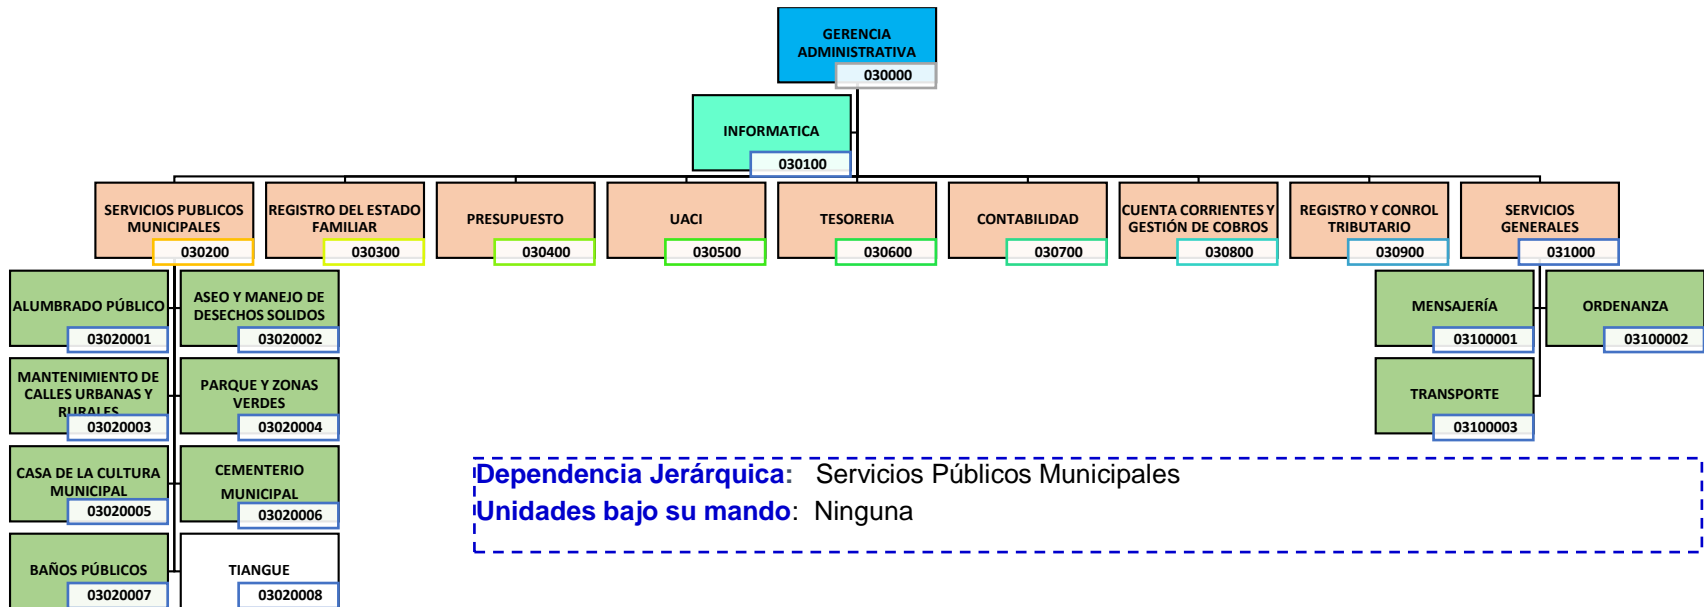 GERENCIA
ADMINISTRATIVA
030000
INFORMATICA
030100
SERVICIOS PUBLICOS
MUNICIPALES
030200
REGISTRO DEL ESTADO
FAMILIAR
030300
PRESUPUESTO
030400
UACI
030500
TESORERIA
030600
CONTABILIDAD
030700
CUENTA CORRIENTES Y
GESTIÓN DE COBROS
030800
REGISTRO Y CONROL
TRIBUTARIO
030900
SERVICIOS
GENERALES
031000
ALUMBRADO PÚBLICO
03020001
ASEO Y MANEJO DE
DESECHOS SOLIDOS
03020002
MENSAJERÍA
03100001
ORDENANZA
03100002
MANTENIMIENTO DE
CALLES URBANAS Y
RURALES
03020003
PARQUE Y ZONAS
VERDES
03020004
TRANSPORTE
03100003
CASA DE LA CULTURA
MUNICIPAL
03020005
CEMENTERIO
MUNICIPAL
03020006
Dependencia Jerárquica: Servicios Públicos Municipales
Unidades bajo su mando: Ninguna
BAÑOS PÚBLICOS
03020007
TIANGUE
03020008